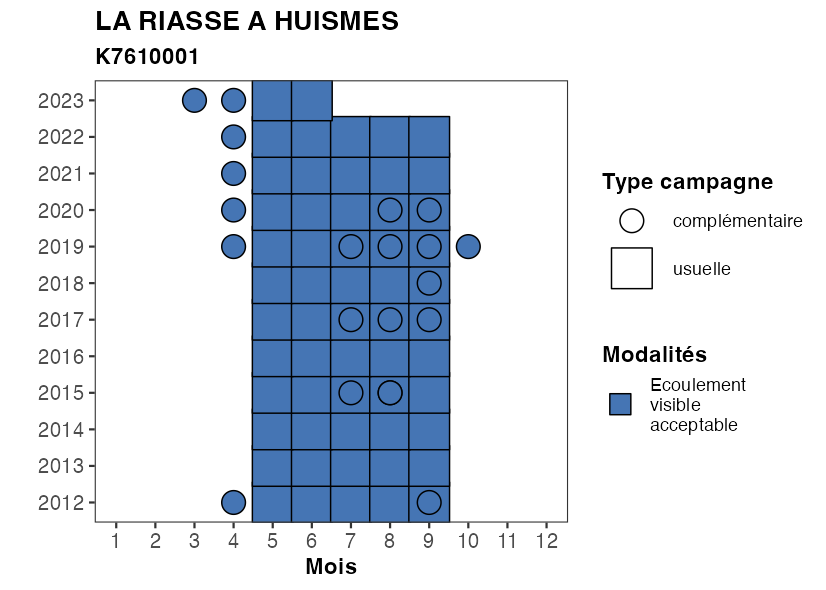 LA RIASSE A HUISMES
K7610001
2023
2022
2021
2020
2019
2018
2017
2016
2015
2014
2013
2012
1 2 3 4 5 6 7 8 9 10 11 12
Mois
Type campagne
complémentaire
usuelle
Modalités
Ecoulement
visible
acceptable